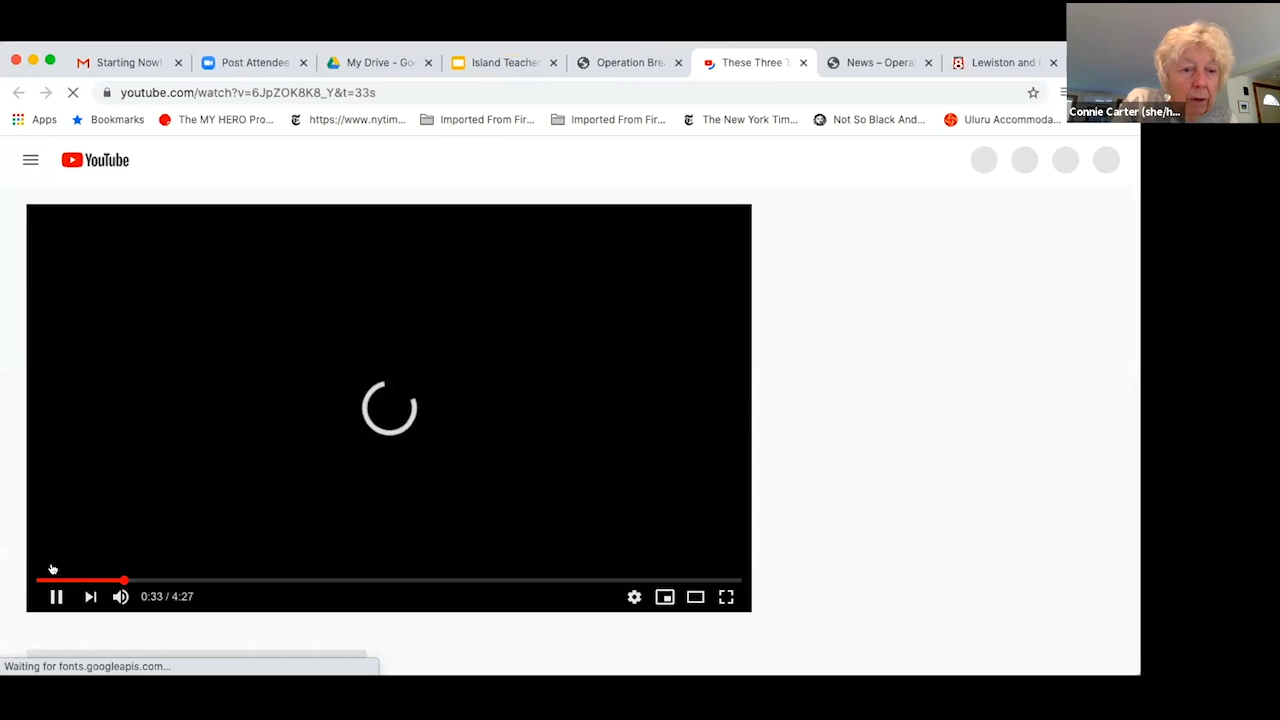 Starting Now!
Post Attendee
My Drive - Go
Island Teacher
Operation Bre
These Three T
News – Opera
Lewiston and
youtube.com/watch?v=6JpZOK8K8_Y&t=33s
Connie Carter (she/h...
Apps
Bookmarks
The MY HERO Pro...
https://www.nytim...
Imported From Fir...
Imported From Fir...
The New York Tim...
Not So Black And...
Uluru Accommoda...
YouTube
0:33 / 4:27
Waiting for fonts.googleapis.com...